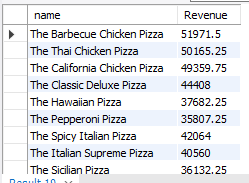 name Revenue
The Barbecue Chicken Pizza 51971.5
The Thai Chicken Pizza 50165.25
The California Chicken Pizza 49359.75
The Classic Deluxe Pizza 44408
The Hawaiian Pizza 37682.25
The Pepperoni Pizza 35807.25
The Spicy Italian Pizza 42064
The Italian Supreme Pizza 40560
The Sicilian Pizza 36132.25